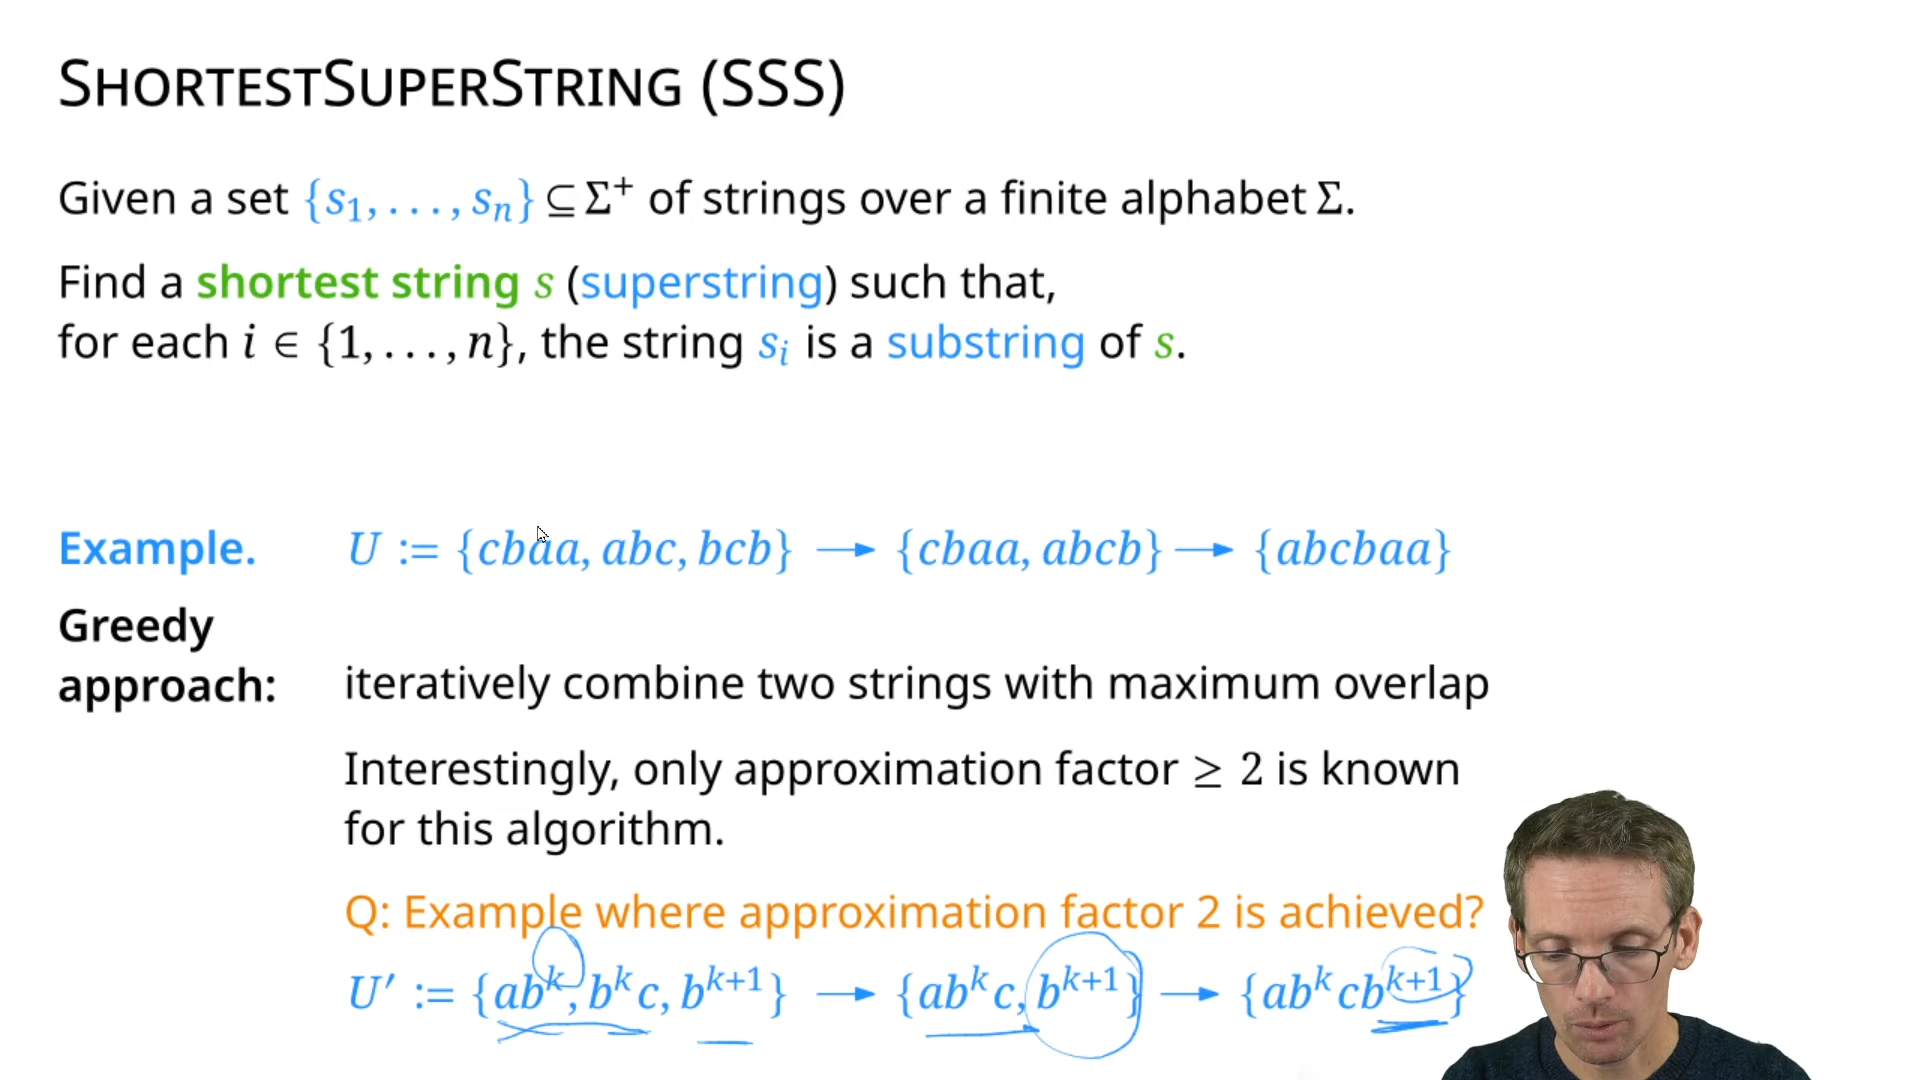 SHORTESTSUPERSTRING (SSS)
Given a set {s₁, . . . , sₙ} ⊆ Σ⁺ of strings over a finite alphabet Σ.
Find a shortest string s (superstring) such that,
for each i ∈ {1, . . . , n}, the string sᵢ is a substring of s.
Example. U := {cbaa, abc, bcb} → {cbaa, abcb} → {abcbaa}
Greedy
approach: iteratively combine two strings with maximum overlap
Interestingly, only approximation factor ≥ 2 is known
for this algorithm.
Q: Example where approximation factor 2 is achieved?
U′ := {abᵏ, bᵏc, bᵏ⁺¹} → {abᵏc, bᵏ⁺¹} → {abᵏcbᵏ⁺¹}